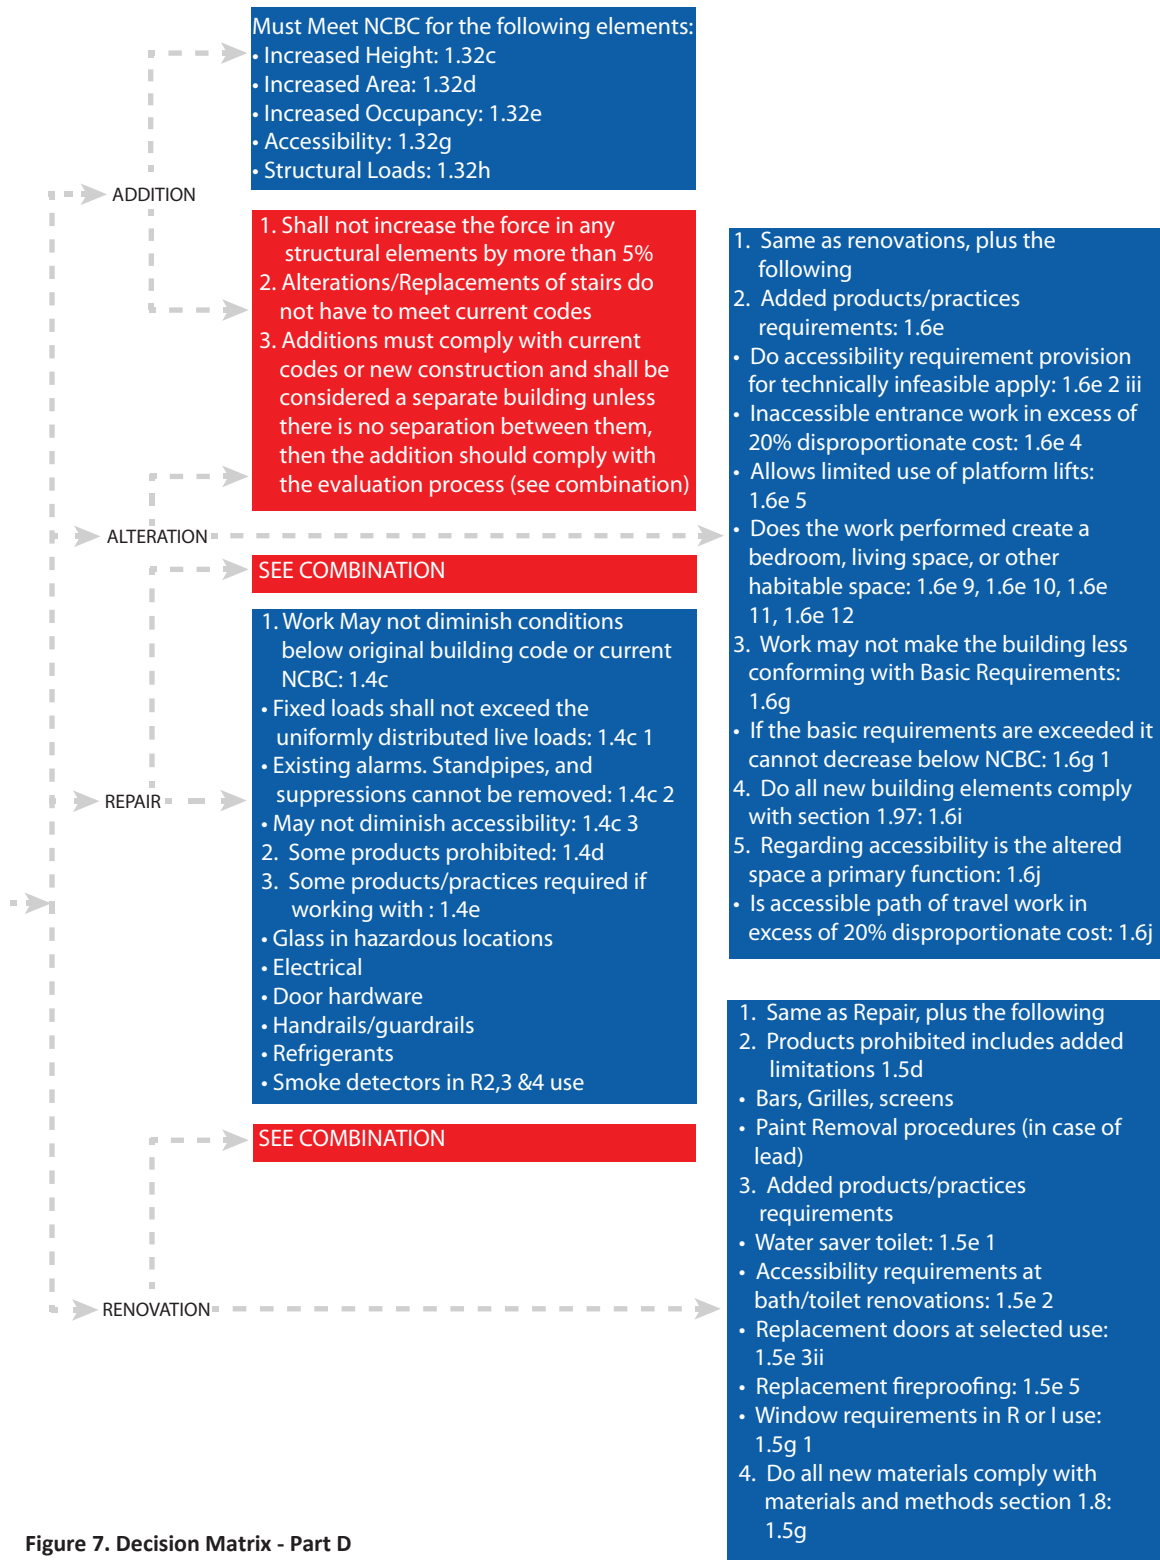 Must Meet NCBC for the following elements:
• Increased Height: 1.32c
• Increased Area: 1.32d
• Increased Occupancy: 1.32e
• Accessibility: 1.32g
• Structural Loads: 1.32h
ADDITION
1. Shall not increase the force in any
structural elements by more than 5%
2. Alterations/Replacements of stairs do
not have to meet current codes
3. Additions must comply with current
codes or new construction and shall be
considered a separate building unless
there is no separation between them,
then the addition should comply with
the evaluation process (see combination)
ALTERATION
1. Same as renovations, plus the
following
2. Added products/practices
requirements: 1.6e
• Do accessibility requirement provision
for technically infeasible apply: 1.6e 2 iii
• Inaccessible entrance work in excess of
20% disproportionate cost: 1.6e 4
• Allows limited use of platform lifts:
1.6e 5
• Does the work performed create a
bedroom, living space, or other
habitable space: 1.6e 9, 1.6e 10, 1.6e
11, 1.6e 12
3. Work may not make the building less
conforming with Basic Requirements:
1.6g
• If the basic requirements are exceeded it
cannot decrease below NCBC: 1.6g 1
4. Do all new building elements comply
with section 1.97: 1.6i
5. Regarding accessibility is the altered
space a primary function: 1.6j
• Is accessible path of travel work in
excess of 20% disproportionate cost: 1.6j
SEE COMBINATION
1. Work May not diminish conditions
below original building code or current
NCBC: 1.4c
• Fixed loads shall not exceed the
uniformly distributed live loads: 1.4c 1
• Existing alarms. Standpipes, and
suppressions cannot be removed: 1.4c 2
• May not diminish accessibility: 1.4c 3
2. Some products prohibited: 1.4d
3. Some products/practices required if
working with : 1.4e
• Glass in hazardous locations
• Electrical
• Door hardware
• Handrails/guardrails
• Refrigerants
• Smoke detectors in R2,3 &4 use
REPAIR
SEE COMBINATION
RENOVATION
1. Same as Repair, plus the following
2. Products prohibited includes added
limitations 1.5d
• Bars, Grilles, screens
• Paint Removal procedures (in case of
lead)
3. Added products/practices
requirements
• Water saver toilet: 1.5e 1
• Accessibility requirements at
bath/toilet renovations: 1.5e 2
• Replacement doors at selected use:
1.5e 3ii
• Replacement fireproofing: 1.5e 5
• Window requirements in R or I use:
1.5g 1
4. Do all new materials comply with
materials and methods section 1.8:
1.5g
Figure 7. Decision Matrix - Part D